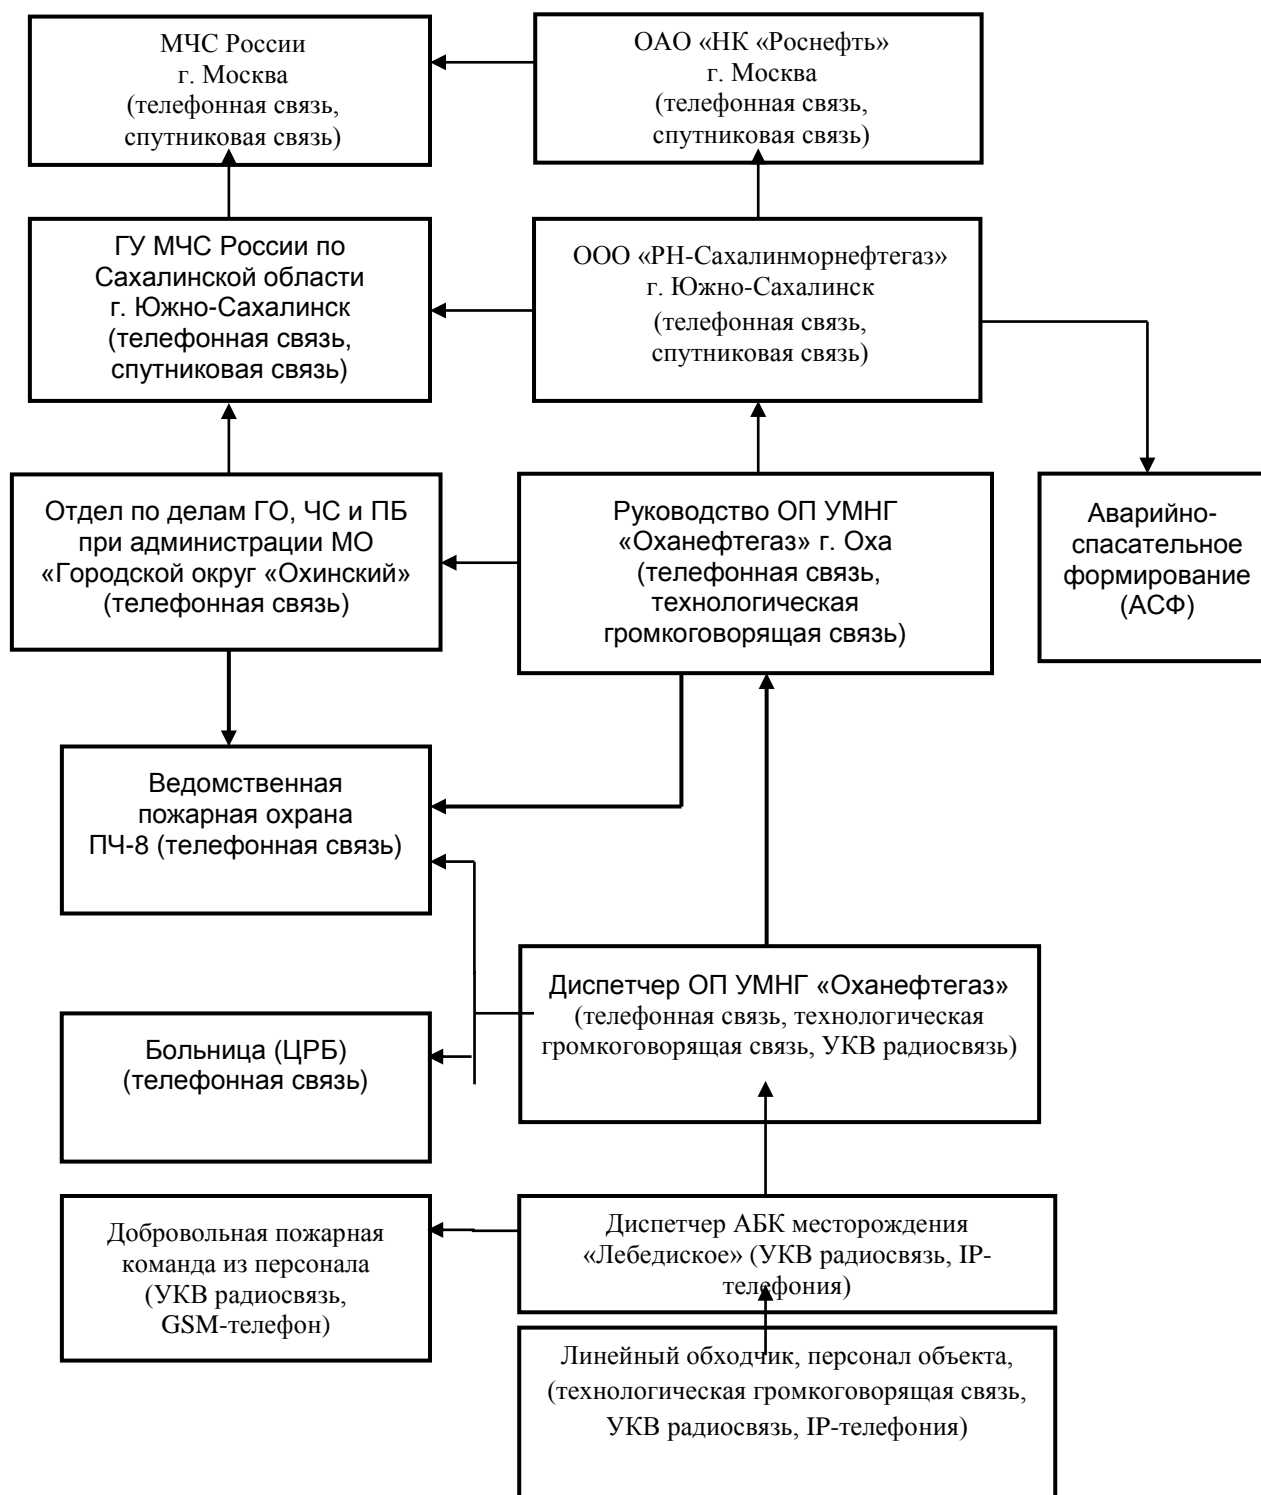 МЧС России
г. Москва
(телефонная связь,
спутниковая связь)
ОАО «НК «Роснефть»
г. Москва
(телефонная связь,
спутниковая связь)
ГУ МЧС России по
Сахалинской области
г. Южно-Сахалинск
(телефонная связь,
спутниковая связь)
ООО «РН-Сахалинморнефтегаз»
г. Южно-Сахалинск
(телефонная связь,
спутниковая связь)
Отдел по делам ГО, ЧС и ПБ
при администрации МО
«Городской округ «Охинский»
(телефонная связь)
Руководство ОП УМНГ
«Оханефтегаз» г. Оха
(телефонная связь,
технологическая
громкоговорящая связь)
Аварийно-
спасательное
формирование
(АСФ)
Ведомственная
пожарная охрана
ПЧ-8 (телефонная связь)
Диспетчер ОП УМНГ «Оханефтегаз»
(телефонная связь, технологическая
громкоговорящая связь, УКВ радиосвязь)
Больница (ЦРБ)
(телефонная связь)
Добровольная пожарная
команда из персонала
(УКВ радиосвязь,
GSM-телефон)
Диспетчер АБК месторождения
«Лебедиское» (УКВ радиосвязь, IP-
телефония)
Линейный обходчик, персонал объекта,
(технологическая громкоговорящая связь,
УКВ радиосвязь, IP-телефония)